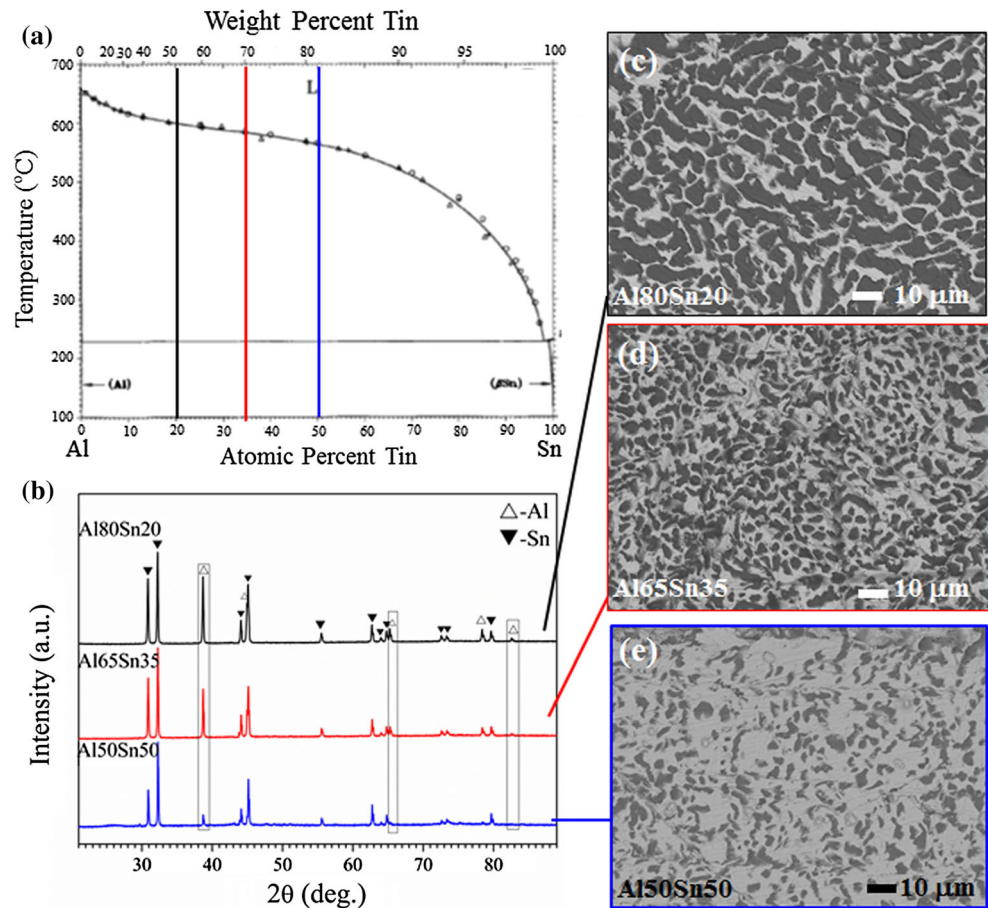 (a)
Weight Percent Tin
0 10 20 30 40 50 60 70 80 90 95 100
700
600
500
400
300
200
100
Temperature (°C)
L
(Al)
(βSn)
0 10 20 30 40 50 60 70 80 90 100
Al
Sn
Atomic Percent Tin
(b)
Intensity (a.u.)
Al80Sn20
△-Al
▼-Sn
Al65Sn35
Al50Sn50
30 40 50 60 70 80
2θ (deg.)
(c)
Al80Sn20
10 μm
(d)
Al65Sn35
10 μm
(e)
Al50Sn50
10 μm